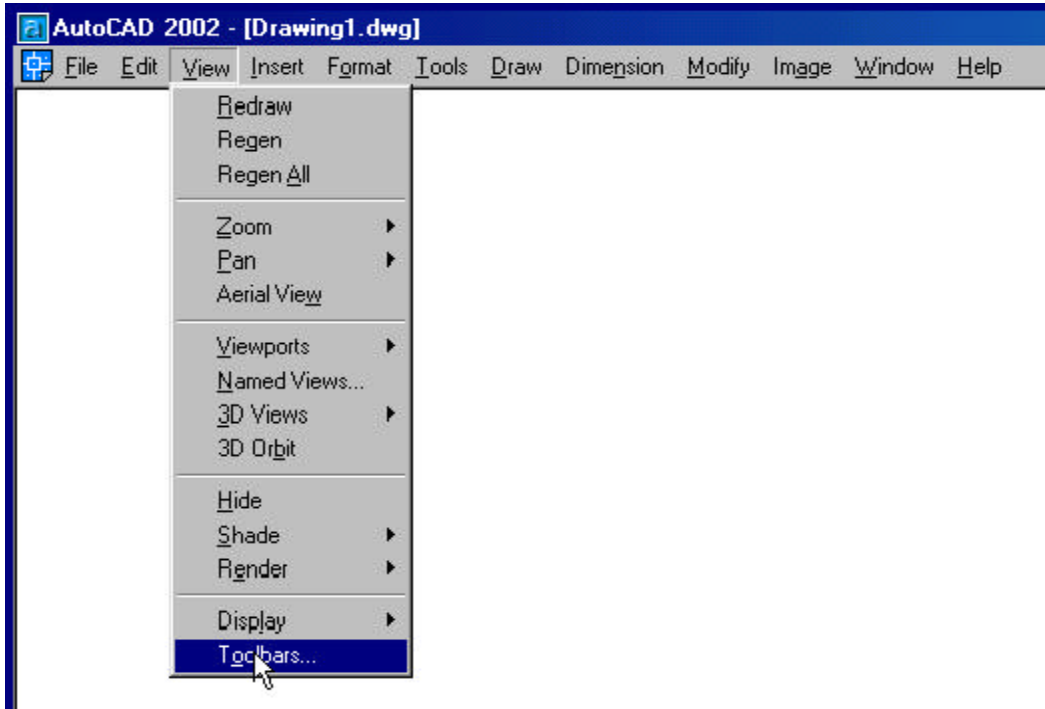 AutoCAD 2002 - [Drawing1.dwg]
File Edit View Insert Format Tools Draw Dimension Modify Image Window Help
Redraw
Regen
Regen All
Zoom
Pan
Aerial View
Viewports
Named Views...
3D Views
3D Orbit
Hide
Shade
Render
Display
Toolbars...